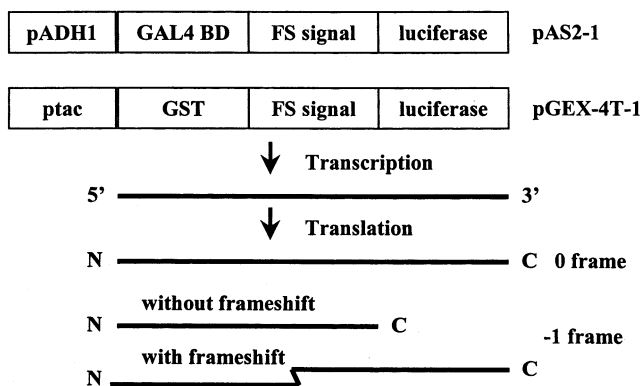 pADH1 GAL4 BD FS signal luciferase pAS2-1
ptac GST FS signal luciferase pGEX-4T-1
Transcription
5’ 3’
Translation
N C 0 frame
without frameshift
N C
-1 frame
with frameshift C
N